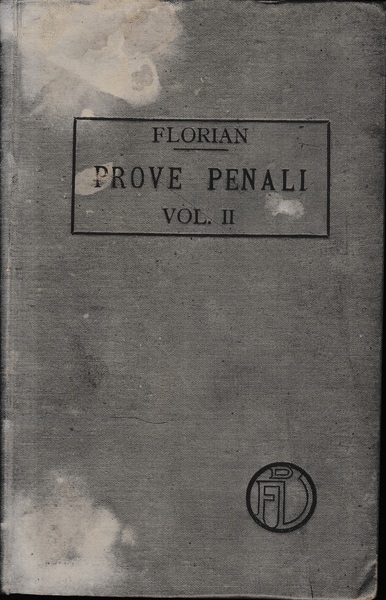 FLORIAN
PROVE PENALI
VOL. II